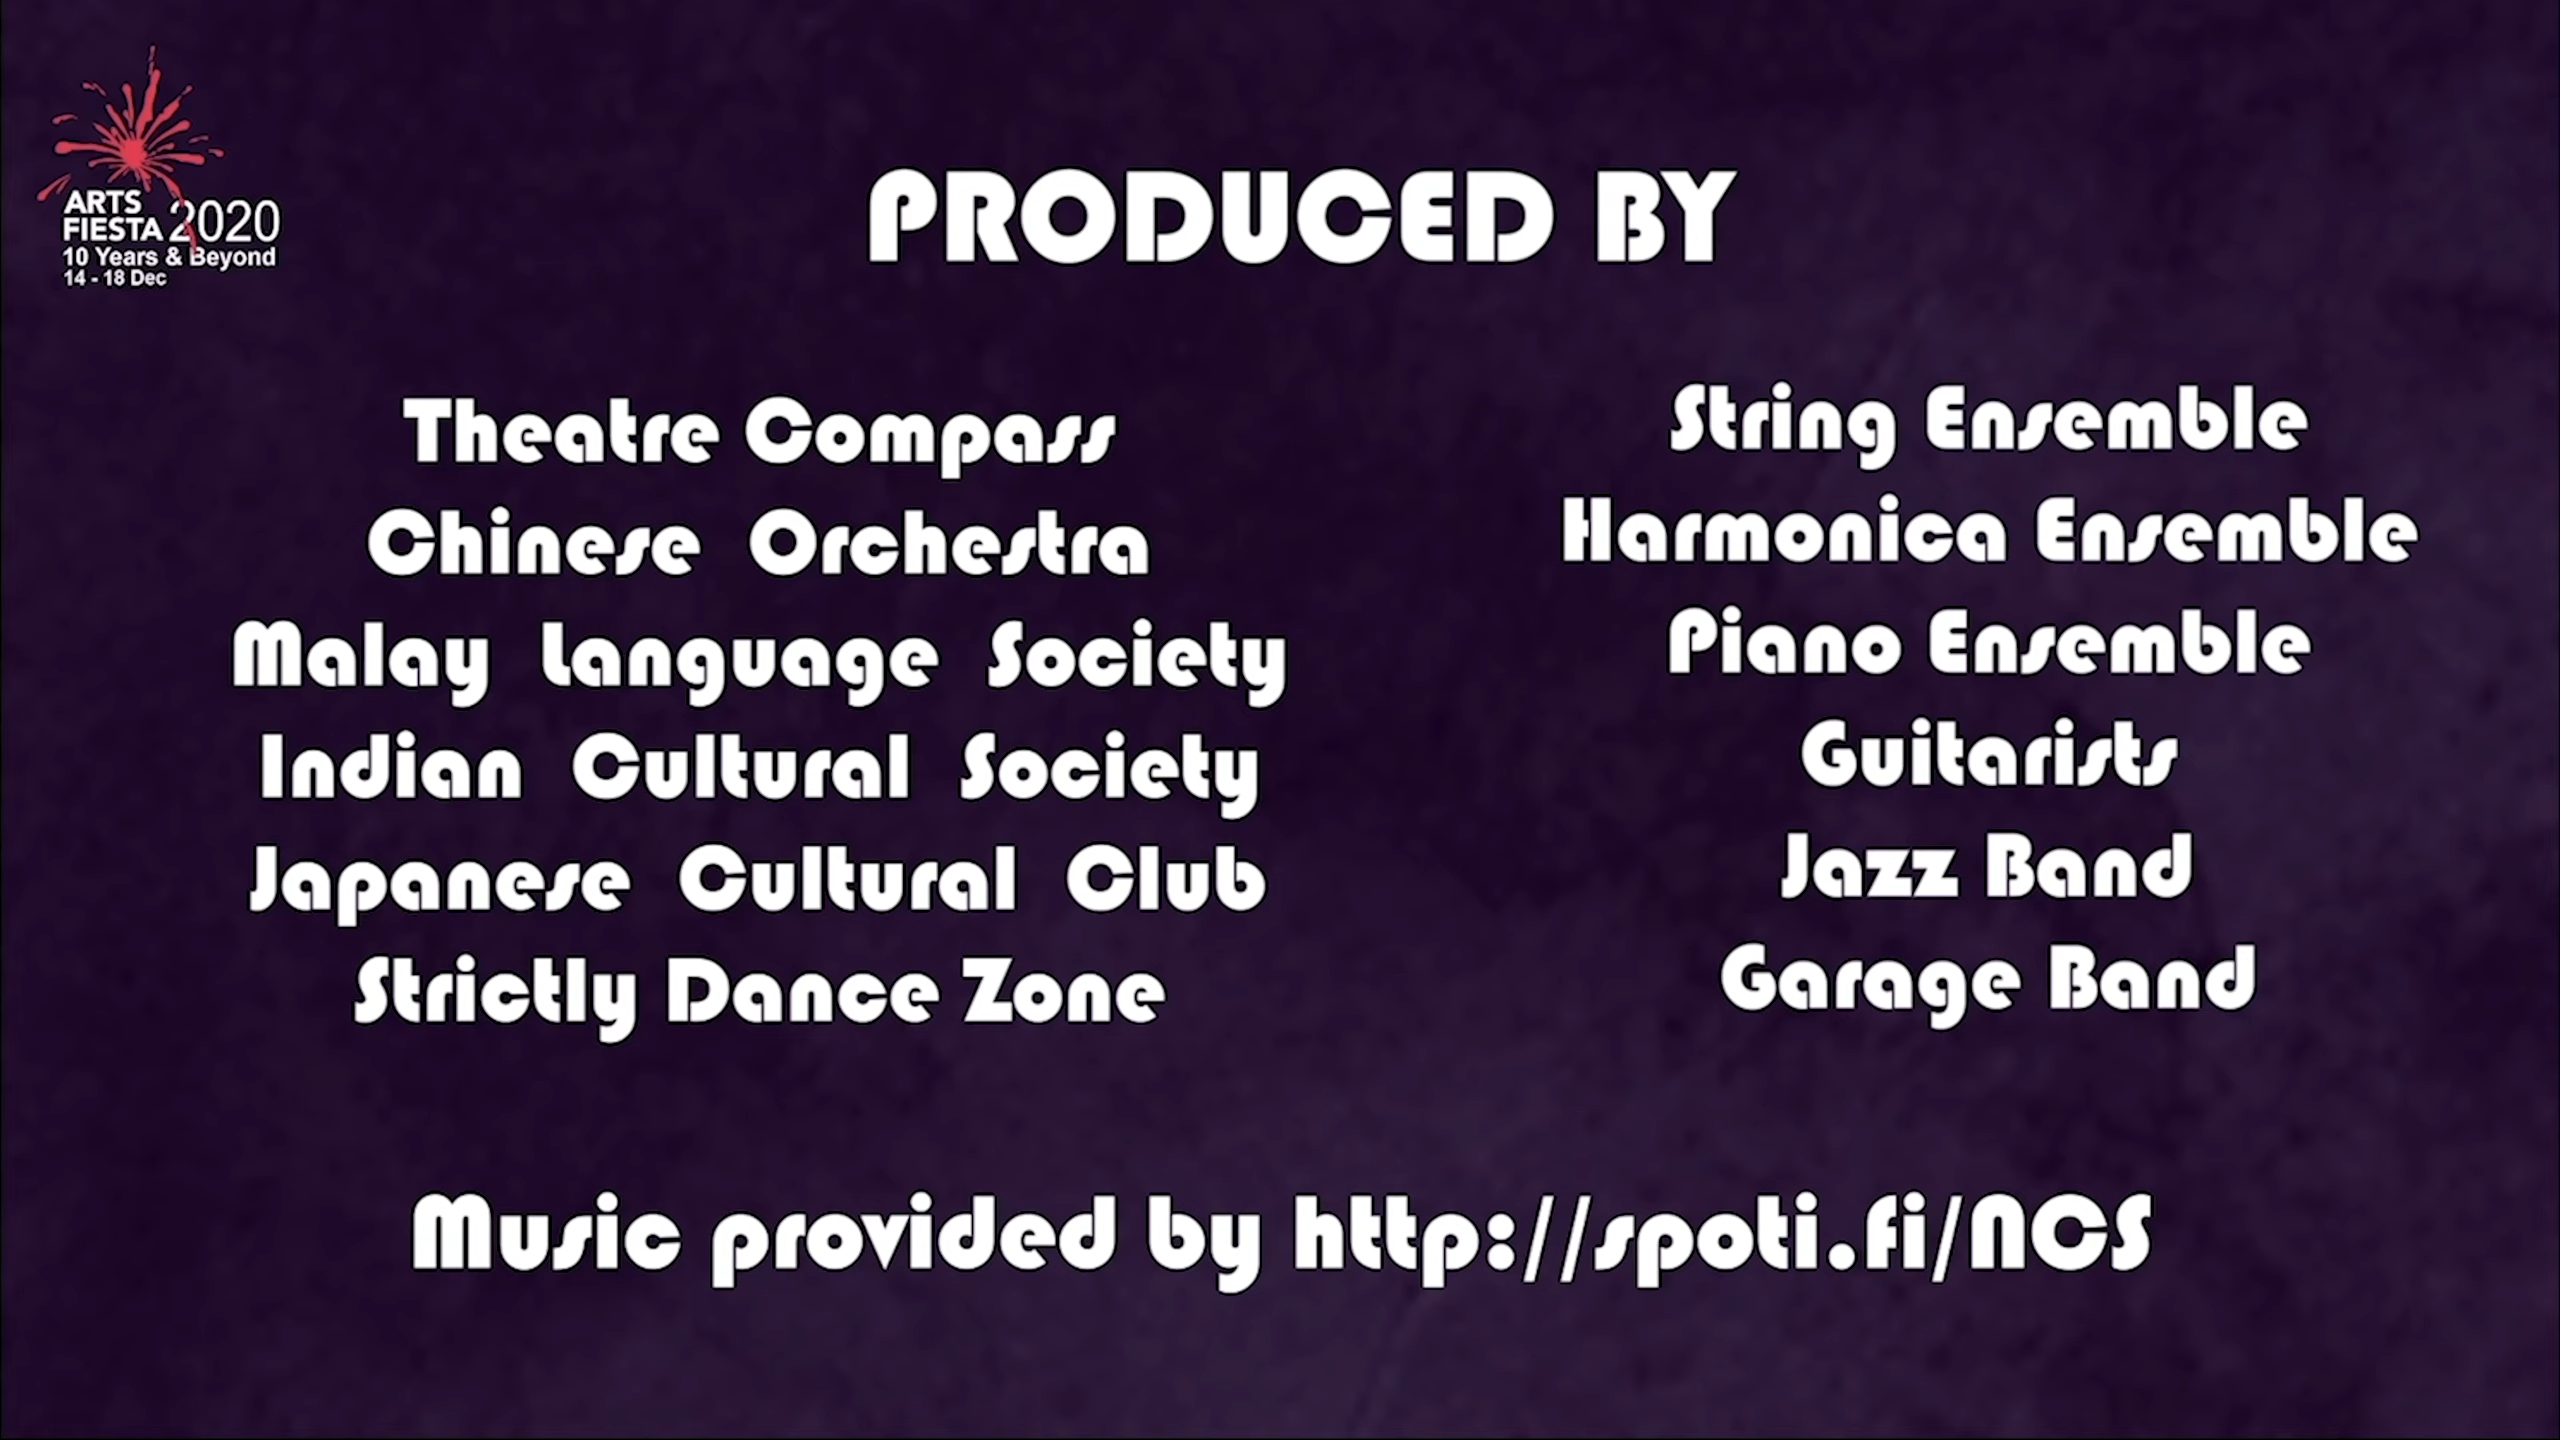 ARTS
FIESTA 2020
10 Years & Beyond
14 - 18 Dec
PRODUCED BY
Theatre Compass
Chinese Orchestra
Malay Language Society
Indian Cultural Society
Japanese Cultural Club
Strictly Dance Zone
String Ensemble
Harmonica Ensemble
Piano Ensemble
Guitarists
Jazz Band
Garage Band
Music provided by http://spoti.fi/NCS